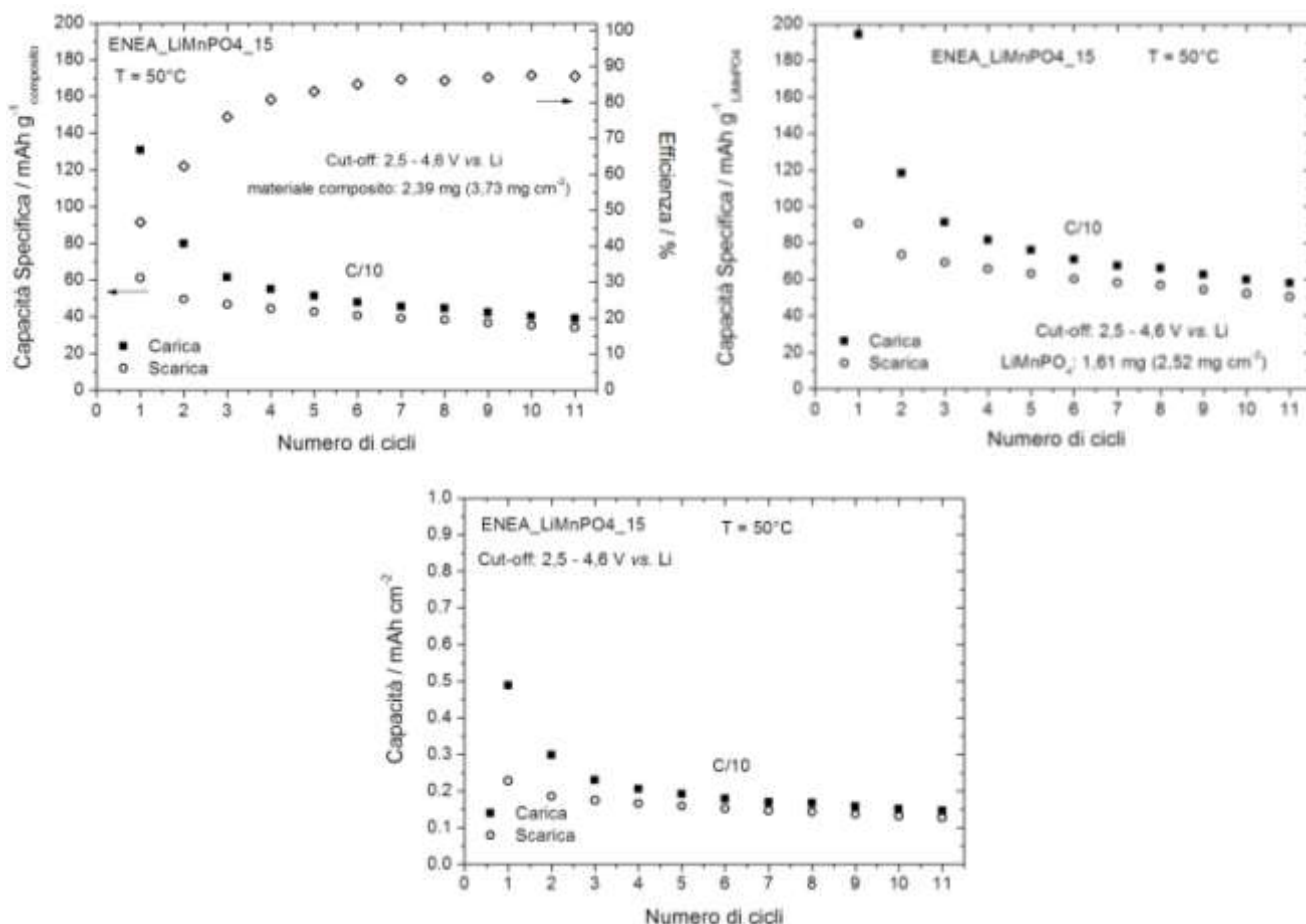 ENEA_LiMnPO4_15
T = 50°C
Cut-off: 2,5 - 4,6 V vs. Li
materiale composito: 2,39 mg (3,73 mg cm⁻²)
C/10
Carica
Scarica
Capacità Specifica / mAh g⁻¹ composito
200
180
160
140
120
100
80
60
40
20
0
Efficienza / %
100
90
80
70
60
50
40
30
20
10
0
0 1 2 3 4 5 6 7 8 9 10 11
Numero di cicli
ENEA_LiMnPO4_15 T = 50°C
C/10
Cut-off: 2,5 - 4,6 V vs. Li
LiMnPO₄: 1,61 mg (2,52 mg cm⁻²)
Carica
Scarica
Capacità Specifica / mAh g⁻¹ LiMnPO4
200
180
160
140
120
100
80
60
40
20
0
0 1 2 3 4 5 6 7 8 9 10 11
Numero di cicli
ENEA_LiMnPO4_15 T = 50°C
Cut-off: 2,5 - 4,6 V vs. Li
C/10
Carica
Scarica
Capacità / mAh cm⁻²
1.0
0.9
0.8
0.7
0.6
0.5
0.4
0.3
0.2
0.1
0.0
0 1 2 3 4 5 6 7 8 9 10 11
Numero di cicli